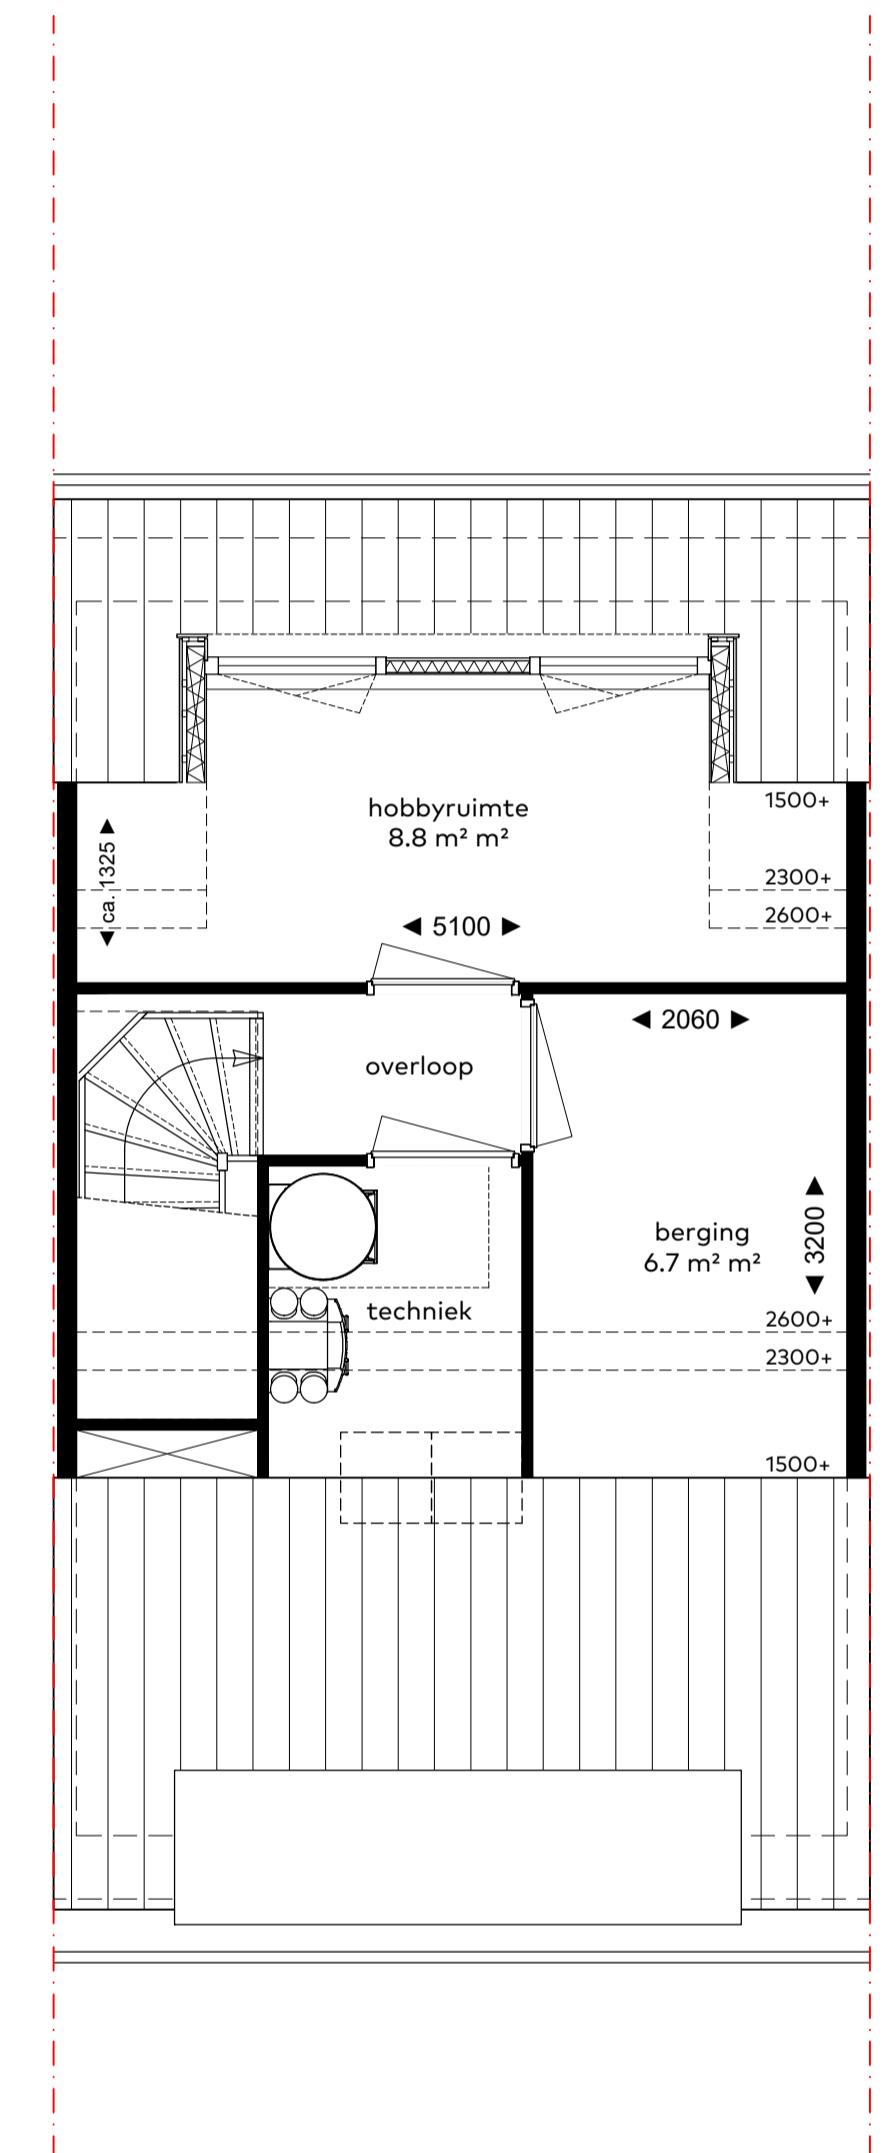 hobbyruimte
8.8 m² m²
1500+
ca. 1325
2300+
2600+
5100
2060
overloop
berging
6.7 m² m²
3200
techniek
2600+
2300+
1500+